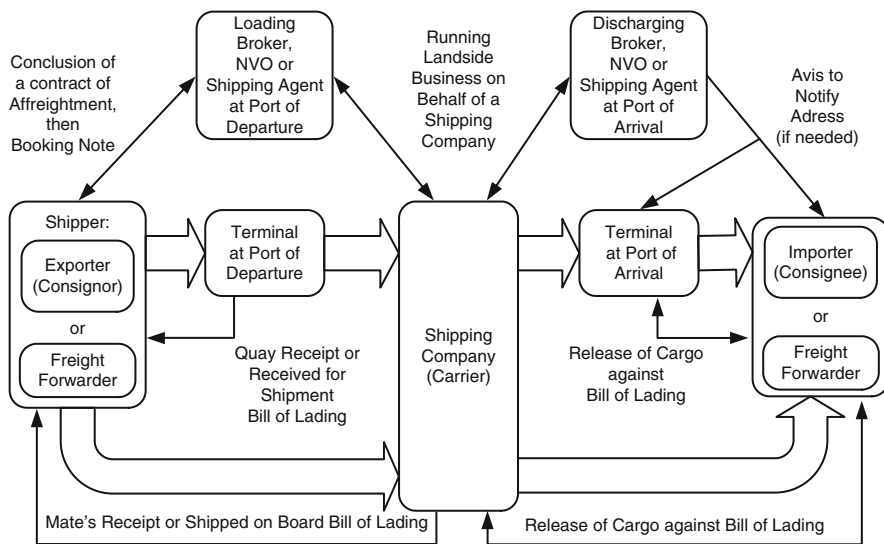 Conclusion of
a contract of
Affreightment,
then
Booking Note
Loading
Broker,
NVO or
Shipping Agent
at Port of
Departure
Running
Landside
Business on
Behalf of a
Shipping
Company
Discharging
Broker,
NVO or
Shipping Agent
at Port of
Arrival
Avis to
Notify
Adress
(if needed)
Shipper:
Exporter
(Consignor)
or
Freight
Forwarder
Terminal
at Port of
Departure
Quay Receipt or
Received for
Shipment
Bill of Lading
Shipping
Company
(Carrier)
Terminal
at Port of
Arrival
Release of Cargo
against
Bill of Lading
Importer
(Consignee)
or
Freight
Forwarder
Mate's Receipt or Shipped on Board Bill of Lading
Release of Cargo against Bill of Lading